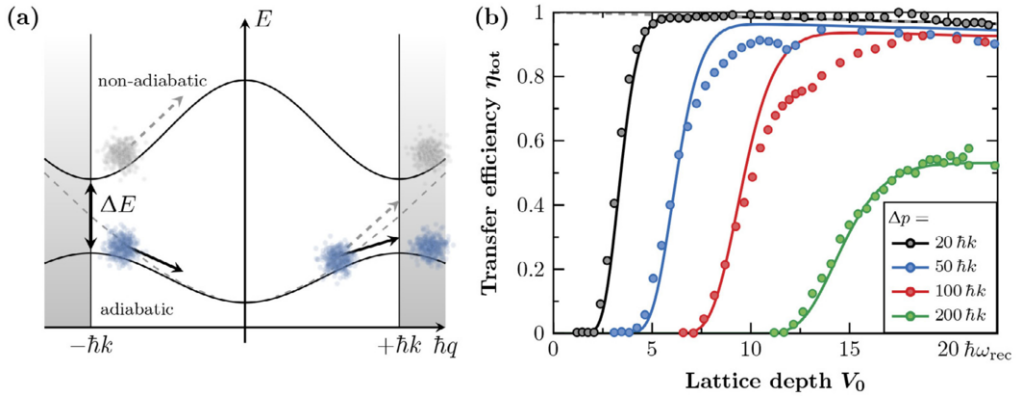 (a)
E
non-adiabatic
ΔE
adiabatic
−ħk
+ħk ħq
(b)
Transfer efficiency η_tot
1
0.8
0.6
0.4
0.2
0
0 5 10 15 20 ħω_rec
Lattice depth V_0
Δp =
20 ħk
50 ħk
100 ħk
200 ħk